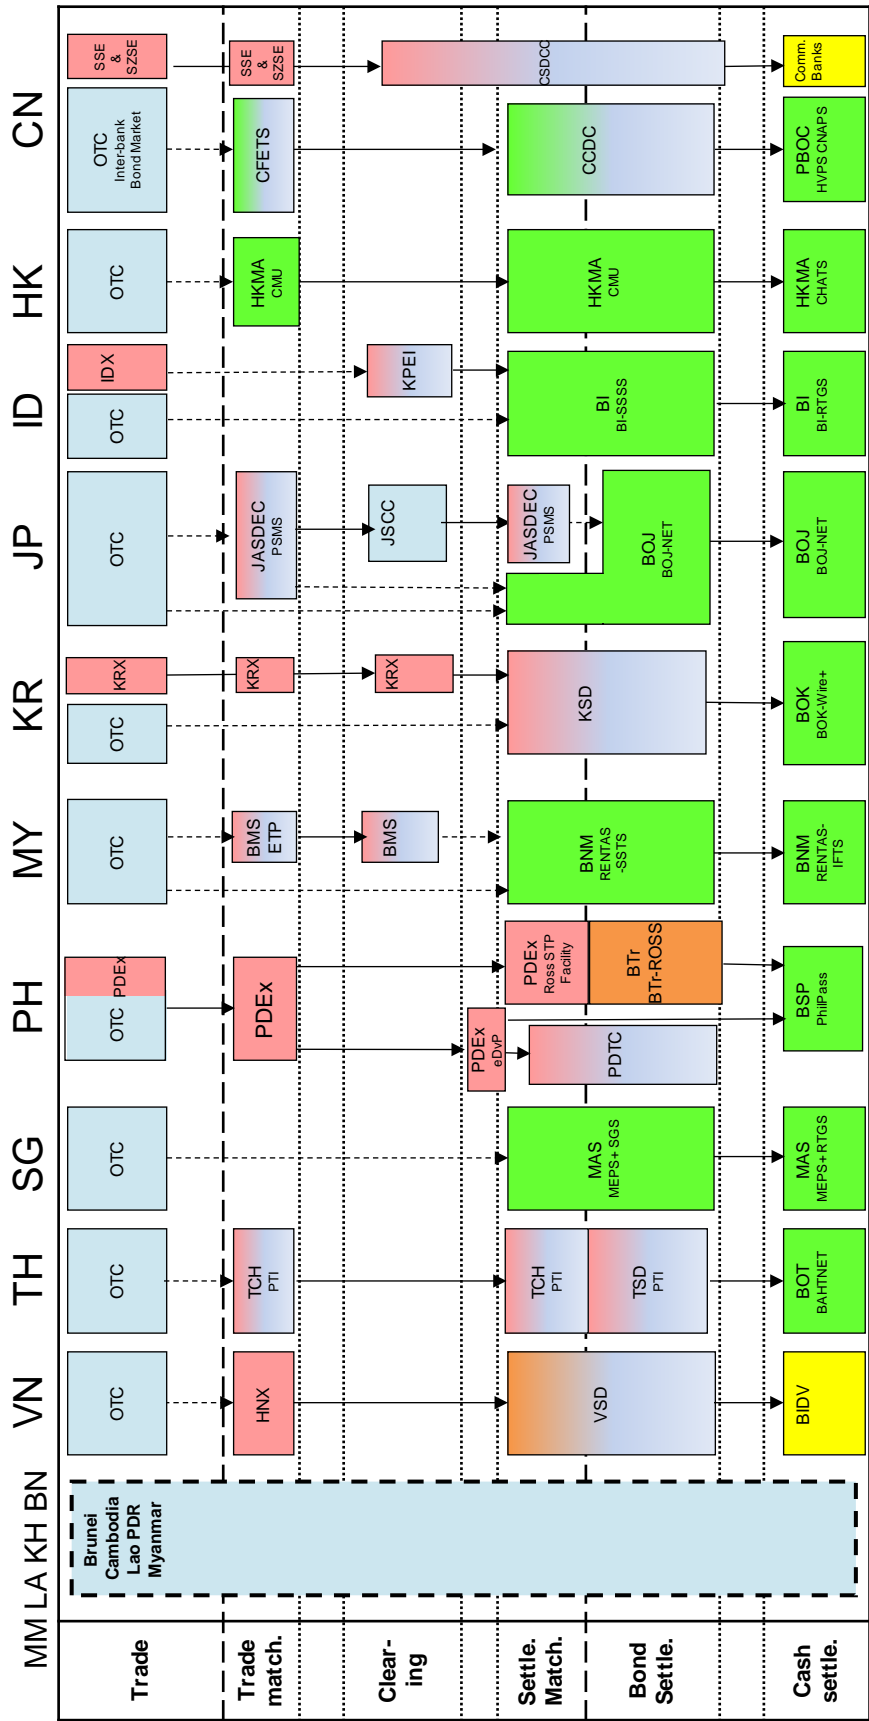 MM LA KH BN
VN
TH
SG
PH
MY
KR
JP
ID
HK
CN
Trade
Brunei
Cambodia
Lao PDR
Myanmar
OTC
OTC
OTC
OTC
PDEx
OTC
OTC
KRX
OTC
OTC
IDX
OTC
OTC
Inter-bank
Bond Market
SSE
&
SZSE
Trade
match.
HNX
TCH
PTI
PDEx
BMS
ETP
KRX
JASDEC
PSMS
HKMA
CMU
CFETS
SSE
&
SZSE
Clear-
ing
BMS
KRX
JSCC
KPEI
CSDCC
PDEx
eDvP
Settle.
Match.
Bond
Settle.
VSD
TCH
PTI
TSD
PTI
MAS
MEPS+ SGS
PDTC
PDEx
Ross STP
Facility
BTr
BTr-ROSS
BNM
RENTAS
-SSTS
KSD
JASDEC
PSMS
BOJ
BOJ-NET
BI
BI-SSSS
HKMA
CMU
CCDC
Cash
settle.
BIDV
BOT
BAHTNET
MAS
MEPS+ RTGS
BSP
PhilPass
BNM
RENTAS-
IFTS
BOK
BOK-Wire+
BOJ
BOJ-NET
BI
BI-RTGS
HKMA
CHATS
PBOC
HVPS CNAPS
Comm.
Banks